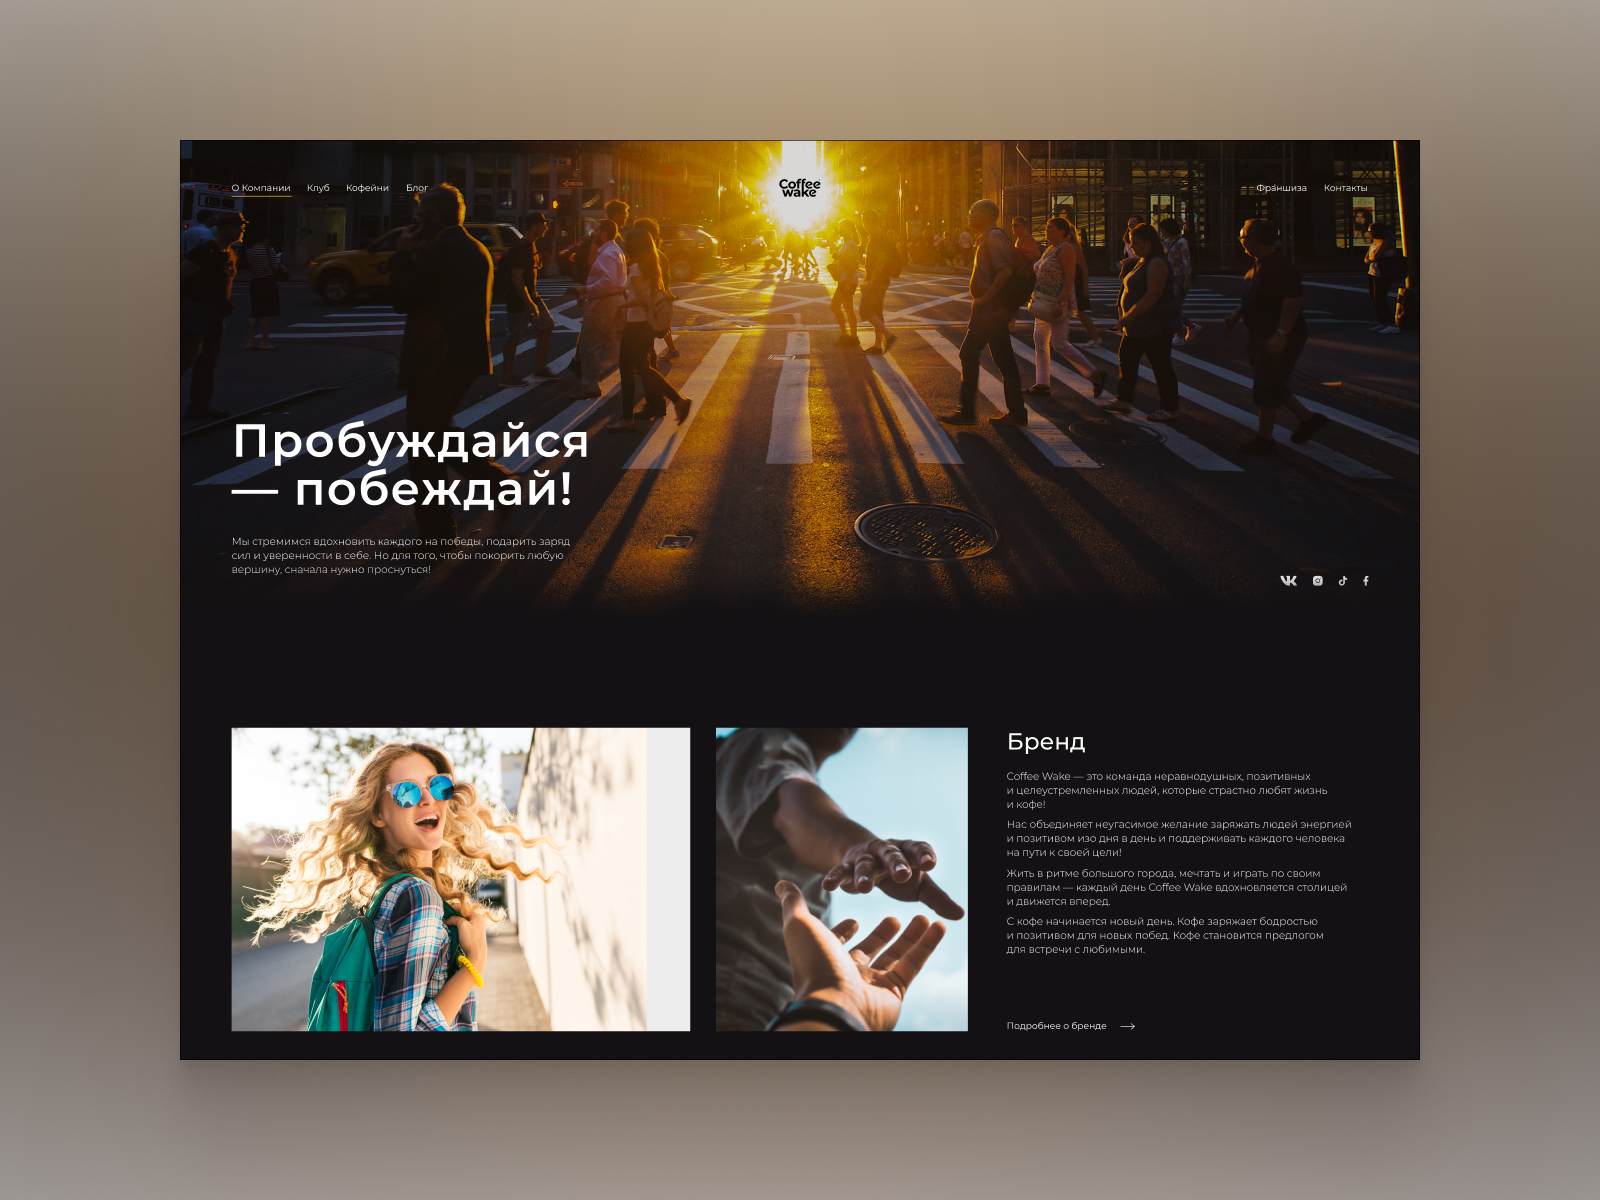 О Компании Клуб Кофейни Блог
Coffee
wake
Франшиза Контакты
Пробуждайся
— побеждай!
Мы стремимся вдохновить каждого на победы, подарить заряд
сил и уверенности в себе. Но для того, чтобы покорить любую
вершину, сначала нужно проснуться!
Бренд
Coffee Wake — это команда неравнодушных, позитивных
и целеустремленных людей, которые страстно любят жизнь
и кофе!
Нас объединяет неугасимое желание заряжать людей энергией
и позитивом изо дня в день и поддерживать каждого человека
на пути к своей цели!
Жить в ритме большого города, мечтать и играть по своим
правилам — каждый день Coffee Wake вдохновляется столицей
и движется вперед.
С кофе начинается новый день. Кофе заряжает бодростью
и позитивом для новых побед. Кофе становится предлогом
для встречи с любимыми.
Подробнее о бренде